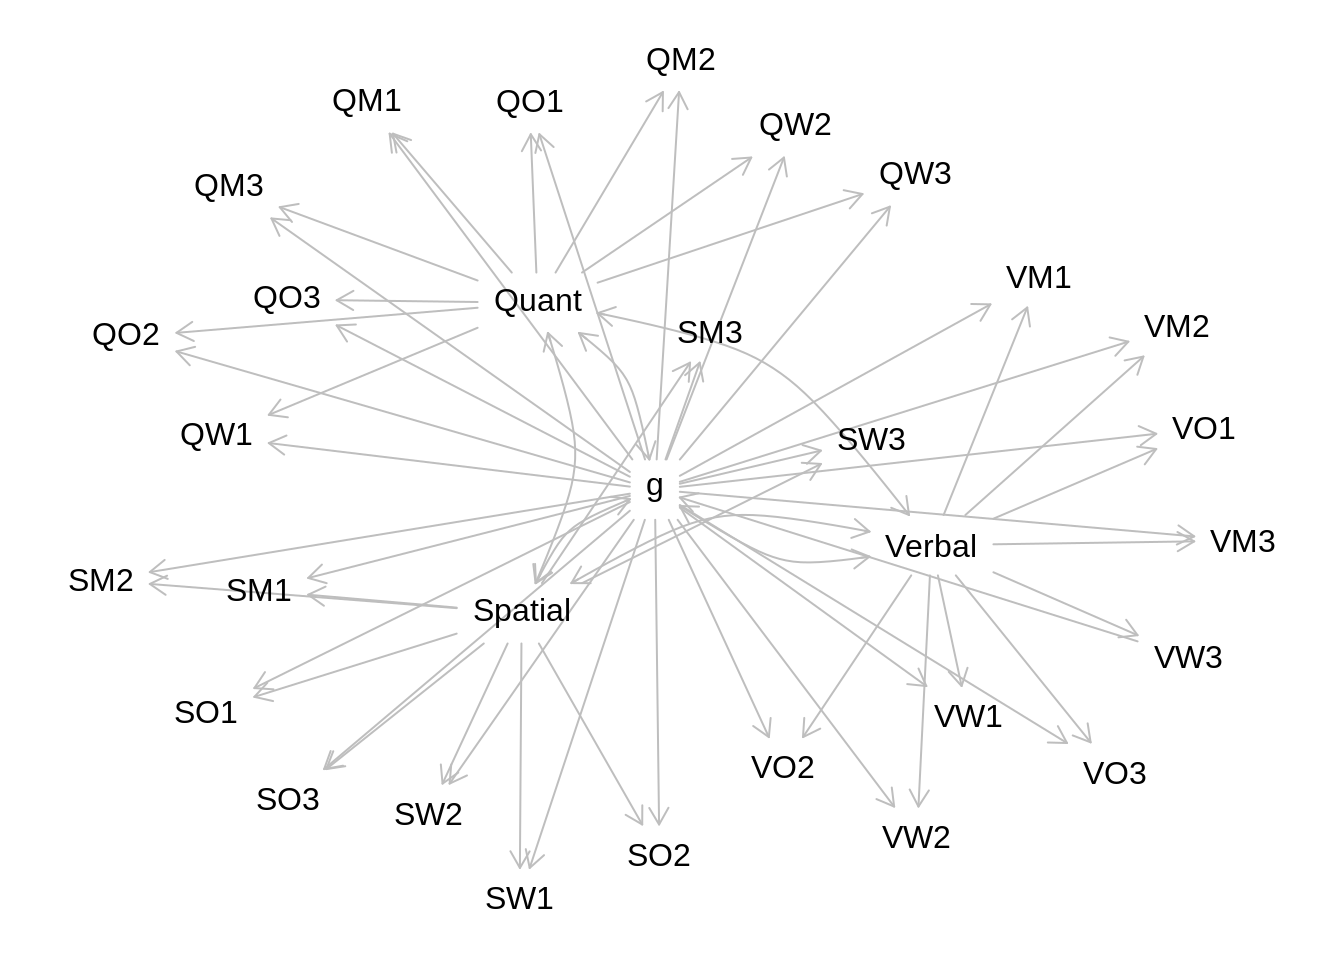 QM2
QM1
QO1
QW2
QW3
QM3
VM1
QO3
Quant
VM2
QO2
SM3
VO1
QW1
SW3
g
VM3
Verbal
SM2
SM1
Spatial
VW3
SO1
VW1
VO2
VO3
SO3
SW2
VW2
SO2
SW1